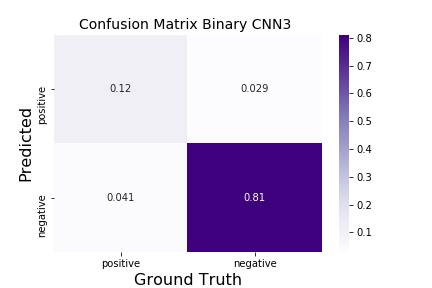 Confusion Matrix Binary CNN3
Predicted
positive
negative
0.12
0.029
0.041
0.81
positive
negative
Ground Truth
0.8
0.7
0.6
0.5
0.4
0.3
0.2
0.1